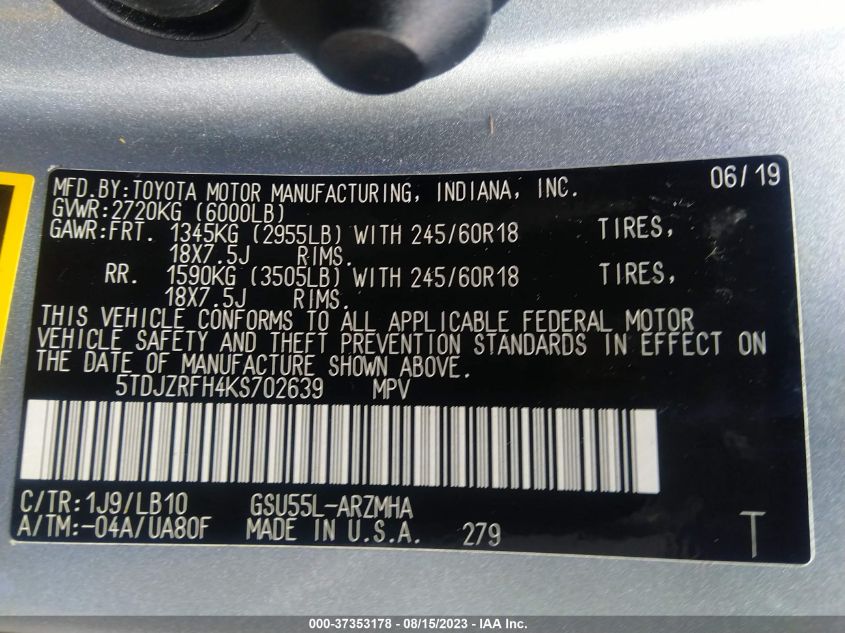 MFD.BY:TOYOTA MOTOR MANUFACTURING, INDIANA, INC. 06/19
GVWR:2720KG (6000LB)
GAWR:FRT. 1345KG (2955LB) WITH 245/60R18 TIRES,
18X7.5J RIMS.
RR. 1590KG (3505LB) WITH 245/60R18 TIRES,
18X7.5J RIMS.
THIS VEHICLE CONFORMS TO ALL APPLICABLE FEDERAL MOTOR
VEHICLE SAFETY AND THEFT PREVENTION STANDARDS IN EFFECT ON
THE DATE OF MANUFACTURE SHOWN ABOVE.
5TDJZRFH4KS702639 MPV
C/TR:1J9/LB10 GSU55L-ARZMHA
A/TM:-04A/UA80F MADE IN U.S.A. 279 T
000-37353178 - 08/15/2023 - IAA Inc.